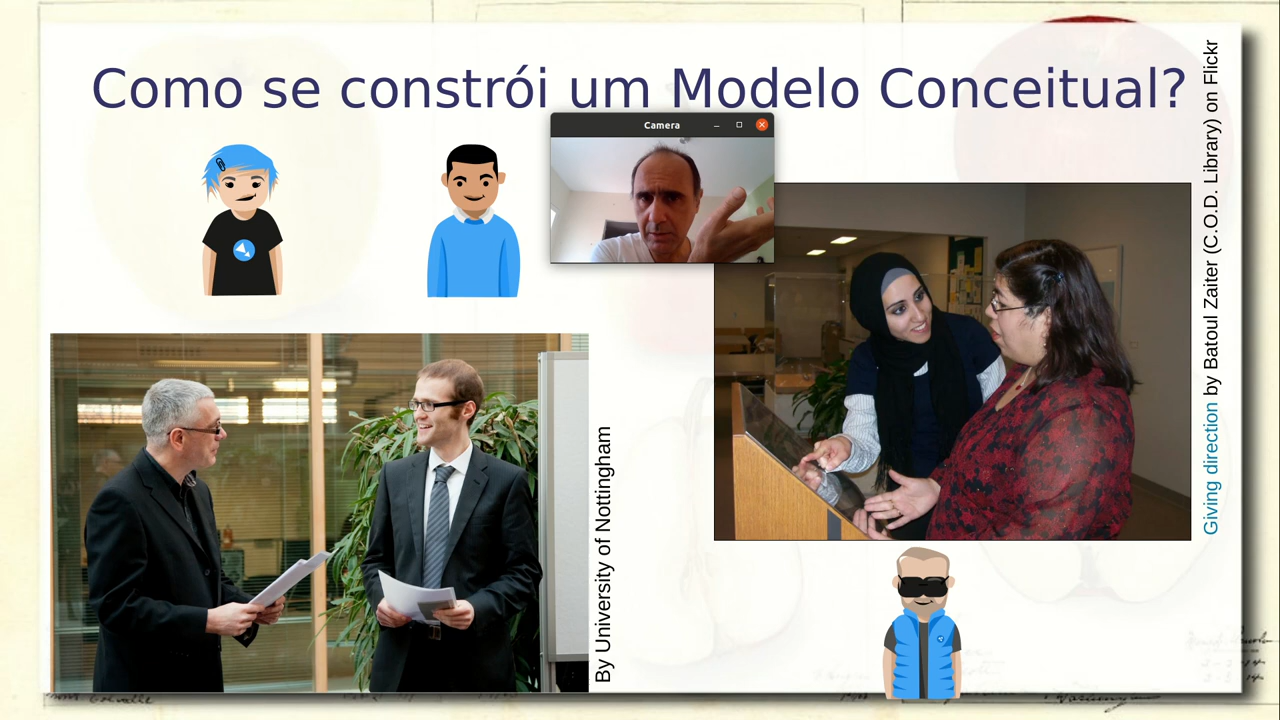 Como se constrói um Modelo Conceitual?
Camera
By University of Nottingham
Giving direction by Batoul Zaiter (C.O.D. Library) on Flickr